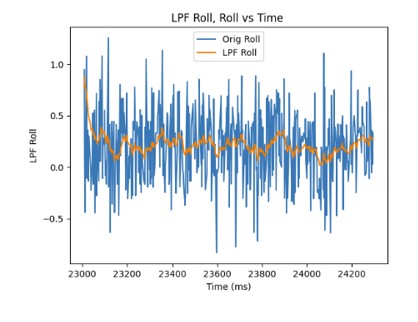 LPF Roll, Roll vs Time
Orig Roll
LPF Roll
LPF Roll
1.0
0.5
0.0
−0.5
23000 23200 23400 23600 23800 24000 24200
Time (ms)